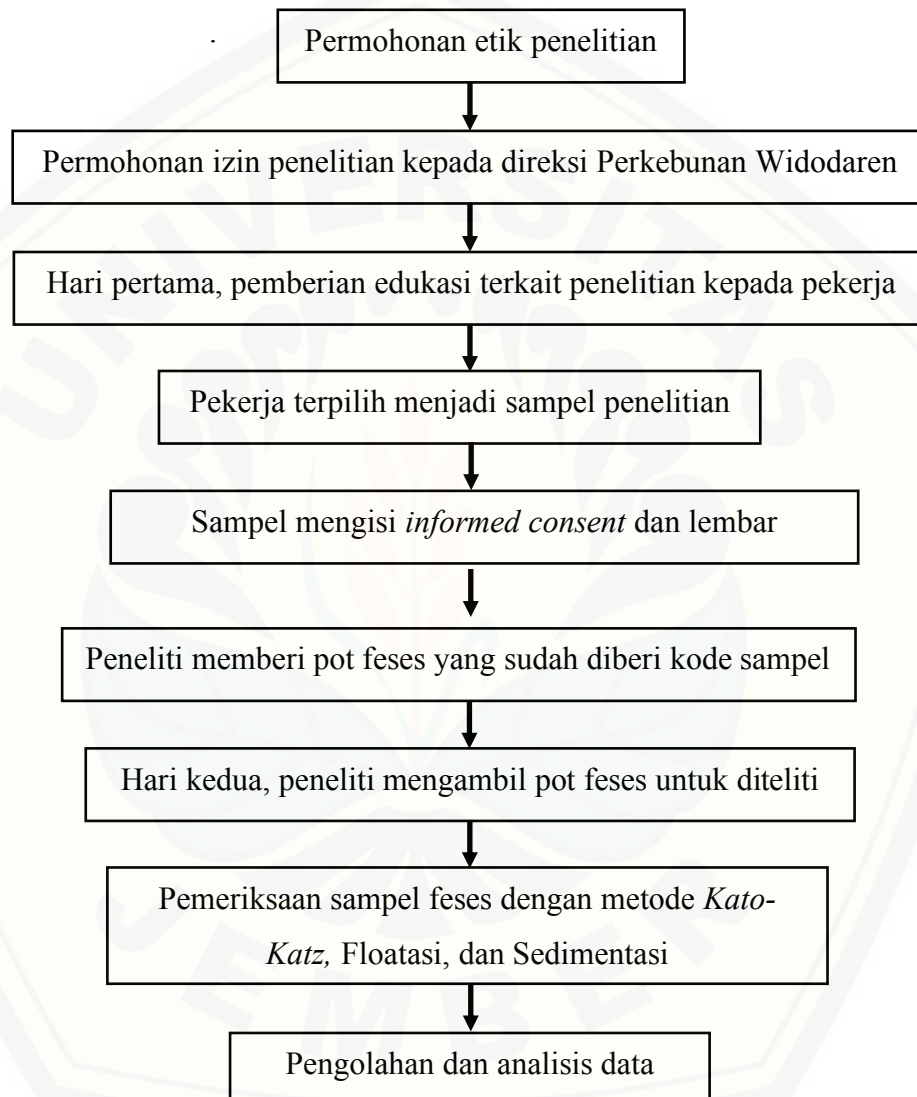 Permohonan etik penelitian
Permohonan izin penelitian kepada direksi Perkebunan Widodaren
Hari pertama, pemberian edukasi terkait penelitian kepada pekerja
Pekerja terpilih menjadi sampel penelitian
Sampel mengisi informed consent dan lembar
Peneliti memberi pot feses yang sudah diberi kode sampel
Hari kedua, peneliti mengambil pot feses untuk diteliti
Pemeriksaan sampel feses dengan metode Kato-
Katz, Floatasi, dan Sedimentasi
Pengolahan dan analisis data
UNIVERSITAS
JEMBER